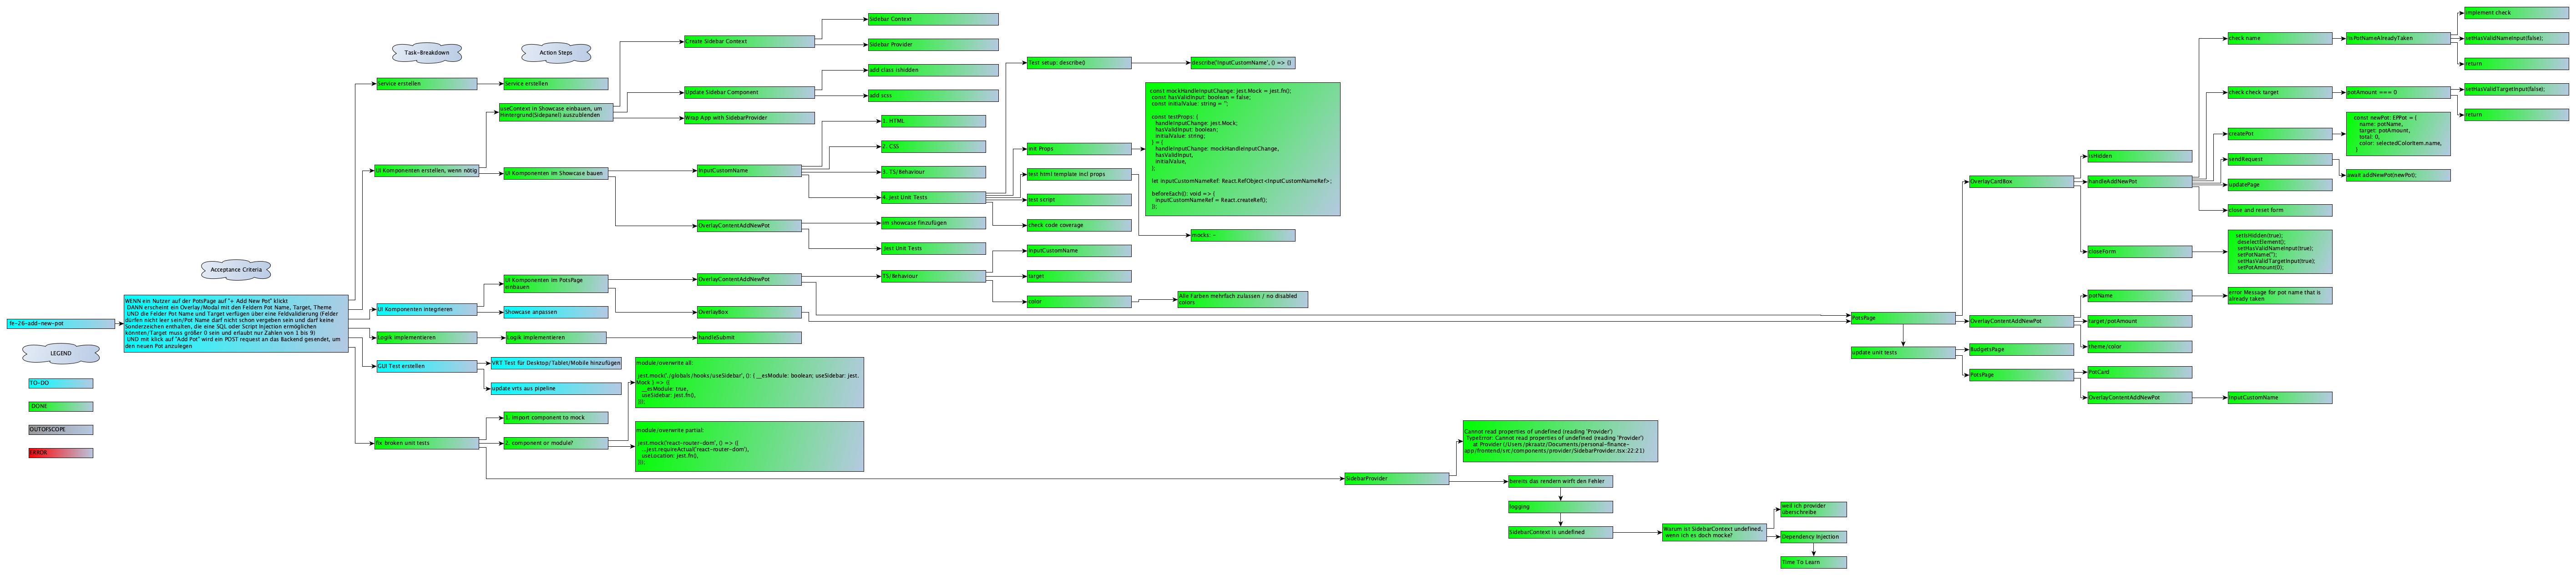 fe-26-add-new-pot
Acceptance Criteria
WENN ein Nutzer auf der PotsPage auf "+ Add New Pot" klickt
DANN erscheint ein Overlay/Modal mit den Feldern Pot Name, Target, Theme
UND die Felder Pot Name und Target verfügen über eine Feldvalidierung (Felder
dürfen nicht leer sein/Pot Name darf nicht schon vergeben sein und darf keine
Sonderzeichen enthalten, die eine SQL oder Script Injection ermöglichen
könnten/Target muss größer 0 sein und erlaubt nur Zahlen von 1 bis 9)
UND mit klick auf "Add Pot" wird ein POST request an das Backend gesendet, um
den neuen Pot anzulegen
LEGEND
TO-DO
DONE
OUTOFSCOPE
ERROR
Task-Breakdown
Action Steps
Service erstellen
Service erstellen
UI Komponenten erstellen, wenn nötig
useContext in Showcase einbauen, um
Hintergrund(Sidepanel) auszublenden
Create Sidebar Context
Sidebar Context
Sidebar Provider
Update Sidebar Component
add class ishidden
add scss
Wrap App with SidebarProvider
UI Komponenten im Showcase bauen
InputCustomName
1. HTML
2. CSS
3. TS/Behaviour
4. Jest Unit Tests
Test setup: describe()
describe('InputCustomName', () => {}
init Props
const mockHandleInputChange: jest.Mock = jest.fn();
const hasValidInput: boolean = false;
const initialValue: string = '';
const testProps: {
handleInputChange: jest.Mock;
hasValidInput: boolean;
initialValue: string;
} = {
handleInputChange: mockHandleInputChange,
hasValidInput,
initialValue,
};
let inputCustomNameRef: React.RefObject<InputCustomNameRef>;
beforeEach((): void => {
inputCustomNameRef = React.createRef();
});
test html template incl props
mocks: -
test script
check code coverage
OverlayContentAddNewPot
im showcase finzufügen
Jest Unit Tests
UI Komponenten integrieren
UI Komponenten im PotsPage
einbauen
OverlayContentAddNewPot
TS/Behaviour
InputCustomName
target
color
Alle Farben mehrfach zulassen / no disabled
colors
OverlayBox
Showcase anpassen
Logik implementieren
Logik implementieren
handleSubmit
GUI Test erstellen
VRT Test für Desktop/Tablet/Mobile hinzufügen
update vrts aus pipeline
fix broken unit tests
1. import component to mock
2. component or module?
module/overwrite all:
jest.mock('./globals/hooks/useSidebar', (): { __esModule: boolean; useSidebar: jest.
Mock } => ({
__esModule: true,
useSidebar: jest.fn(),
}));
module/overwrite partial:
jest.mock('react-router-dom', () => ({
...jest.requireActual('react-router-dom'),
useLocation: jest.fn(),
}));
SidebarProvider
Cannot read properties of undefined (reading 'Provider')
TypeError: Cannot read properties of undefined (reading 'Provider')
at Provider (/Users/pkraatz/Documents/personal-finance-
app/frontend/src/components/provider/SidebarProvider.tsx:22:21)
bereits das rendern wirft den Fehler
logging
SidebarContext is undefined
Warum ist SidebarContext undefined,
wenn ich es doch mocke?
weil ich provider
überschreibe
Dependency Injection
Time To Learn
PotsPage
OverlayCardBox
isHidden
handleAddNewPot
check name
!isPotNameAlreadyTaken
implement check
setHasValidNameInput(false);
return
check check target
potAmount === 0
setHasValidTargetInput(false);
return
createPot
const newPot: EPPot = {
name: potName,
target: potAmount,
total: 0,
color: selectedColorItem.name,
}
sendRequest
await addNewPot(newPot);
updatePage
close and reset form
closeForm
setIsHidden(true);
deselectElement();
setHasValidNameInput(true);
setPotName('');
setHasValidTargetInput(true);
setPotAmount(0);
OverlayContentAddNewPot
potName
error Message for pot name that is
already taken
target/potAmount
theme/color
update unit tests
BudgetsPage
PotsPage
PotCard
OverlayContentAddNewPot
InputCustomName